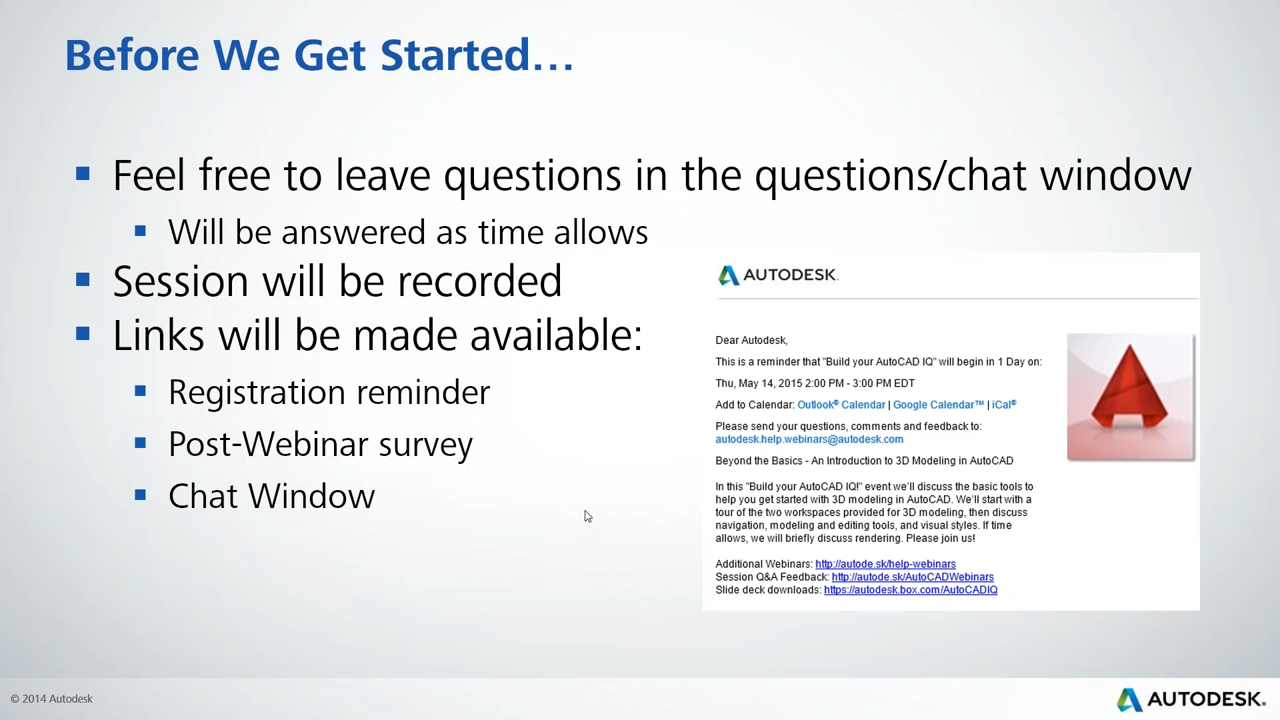 Before We Get Started...
Feel free to leave questions in the questions/chat window
Will be answered as time allows
Session will be recorded
Links will be made available:
Registration reminder
Post-Webinar survey
Chat Window
AUTODESK.
Dear Autodesk,
This is a reminder that "Build your AutoCAD IQ" will begin in 1 Day on:
Thu, May 14, 2015 2:00 PM - 3:00 PM EDT
Add to Calendar: Outlook® Calendar | Google Calendar™ | iCal®
Please send your questions, comments and feedback to:
autodesk.help.webinars@autodesk.com
Beyond the Basics - An Introduction to 3D Modeling in AutoCAD
In this "Build your AutoCAD IQ!" event we'll discuss the basic tools to
help you get started with 3D modeling in AutoCAD. We'll start with a
tour of the two workspaces provided for 3D modeling, then discuss
navigation, modeling and editing tools, and visual styles. If time
allows, we will briefly discuss rendering. Please join us!
Additional Webinars: http://autode.sk/help-webinars
Session Q&A Feedback: http://autode.sk/AutoCADWebinars
Slide deck downloads: https://autodesk.box.com/AutoCADIQ
© 2014 Autodesk
AUTODESK.